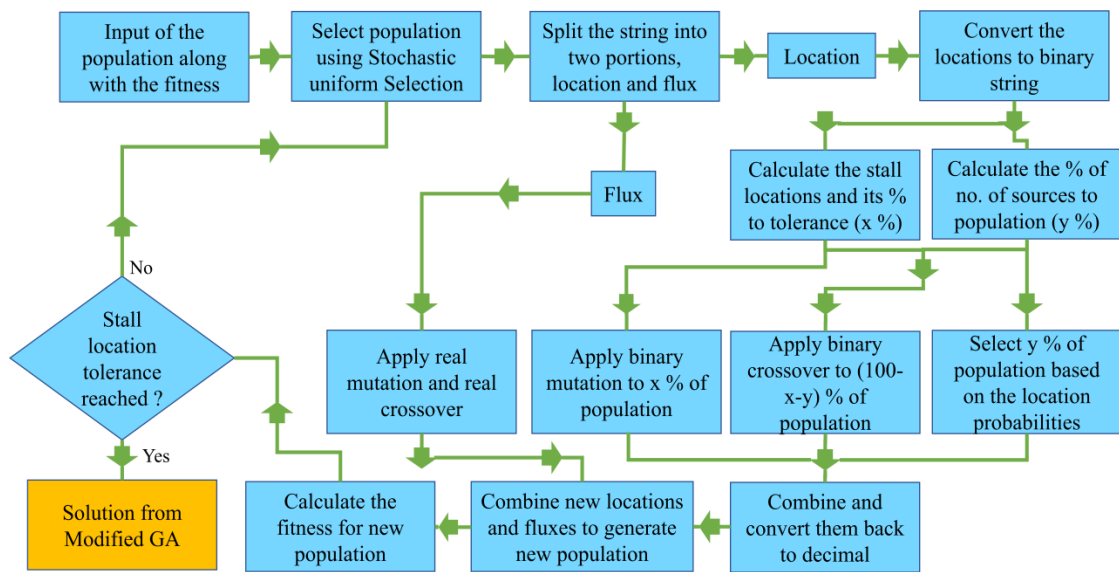 Input of the
population along
with the fitness
Select population
using Stochastic
uniform Selection
Split the string into
two portions,
location and flux
Location
Convert the
locations to binary
string
Calculate the stall
locations and its %
to tolerance (x %)
Calculate the % of
no. of sources to
population (y %)
Flux
No
Stall
location
tolerance
reached ?
Yes
Apply real
mutation and real
crossover
Apply binary
mutation to x % of
population
Apply binary
crossover to (100-
x-y) % of
population
Select y % of
population based
on the location
probabilities
Solution from
Modified GA
Calculate the
fitness for new
population
Combine new locations
and fluxes to generate
new population
Combine and
convert them back
to decimal